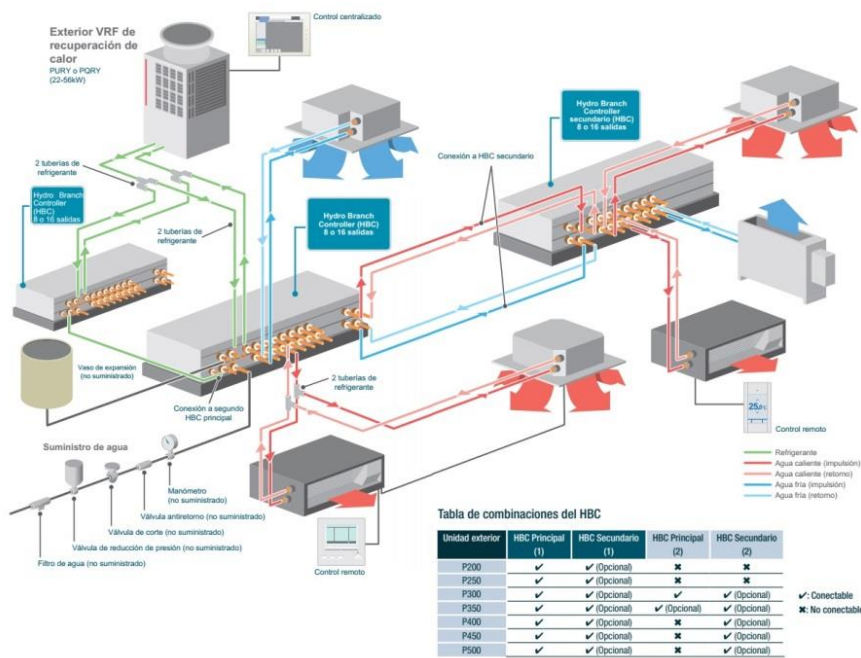 Control centralizado
Exterior VRF de
recuperación de
calor
PURY o PQRY
(22-56kW)
2 tuberías de
refrigerante
Hydro Branch
Controller
(HBC)
8 o 16 salidas
2 tuberías de
refrigerante
Hydro Branch
Controller (HBC)
8 o 16 salidas
Conexión a HBC secundario
Hydro Branch
Controller
secundario (HBC)
8 o 16 salidas
Vaso de expansión
(no suministrado)
Conexión a segundo
HBC principal
2 tuberías de
refrigerante
Control remoto
25,0°C
Suministro de agua
Manómetro
(no suministrado)
Válvula antiretorno (no suministrado)
Válvula de corte (no suministrado)
Válvula de reducción de presión (no suministrado)
Filtro de agua (no suministrado)
Control remoto
Refrigerante
Agua caliente (impulsión)
Agua caliente (retorno)
Agua fría (impulsión)
Agua fría (retorno)
Tabla de combinaciones del HBC
Unidad exterior HBC Principal (1) HBC Secundario (1) HBC Principal (2) HBC Secundario (2)
P200 ✔ ✔ (Opcional) ✖ ✖
P250 ✔ ✔ (Opcional) ✖ ✖
P300 ✔ ✔ (Opcional) ✔ ✔ (Opcional)
P350 ✔ ✔ (Opcional) ✔ (Opcional) ✔ (Opcional)
P400 ✔ ✔ (Opcional) ✖ ✔ (Opcional)
P450 ✔ ✔ (Opcional) ✖ ✔ (Opcional)
P500 ✔ ✔ (Opcional) ✖ ✔ (Opcional)
✔: Conectable
✖: No conectable